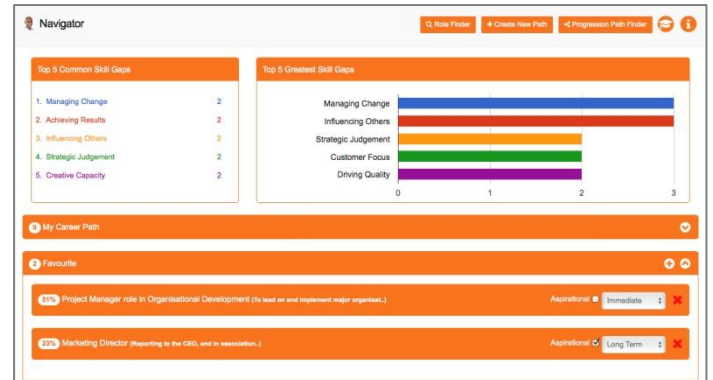 Navigator
Role Finder
Create New Path
Progression Path Finder
Top 5 Common Skill Gaps
1. Managing Change 2
2. Achieving Results 2
3. Influencing Others 2
4. Strategic Judgement 2
5. Creative Capacity 2
Top 5 Greatest Skill Gaps
Managing Change
Influencing Others
Strategic Judgement
Customer Focus
Driving Quality
0 1 2 3
0 My Career Path
2 Favourite
51% Project Manager role in Organisational Development (To lead on and implement major organisat..) Aspirational Immediate
23% Marketing Director (Reporting to the CEO, and in association..) Aspirational Long Term